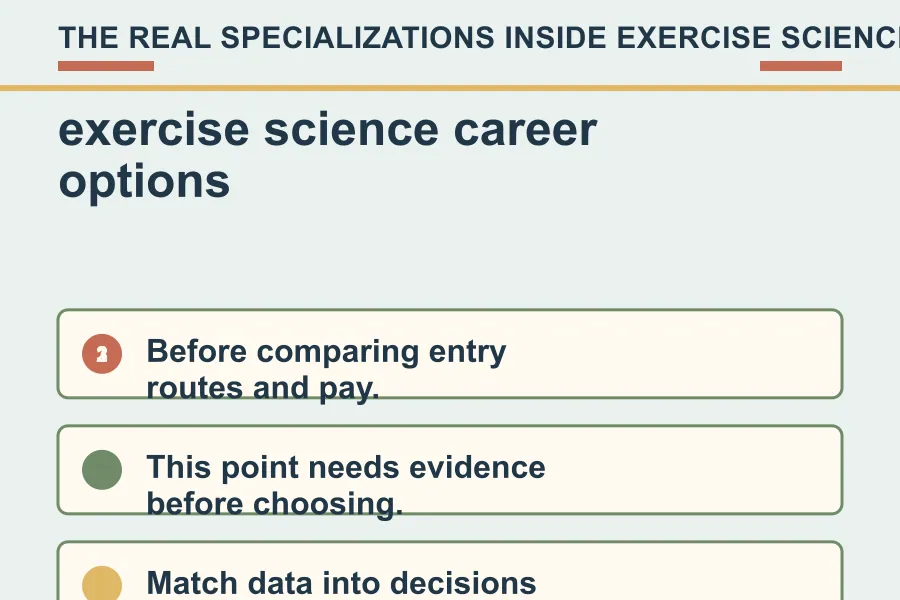 THE REAL SPECIALIZATIONS INSIDE EXERCISE
exercise science career
options
Before comparing entry
routes and pay.
This point needs evidence
before choosing.
Match data into decisions